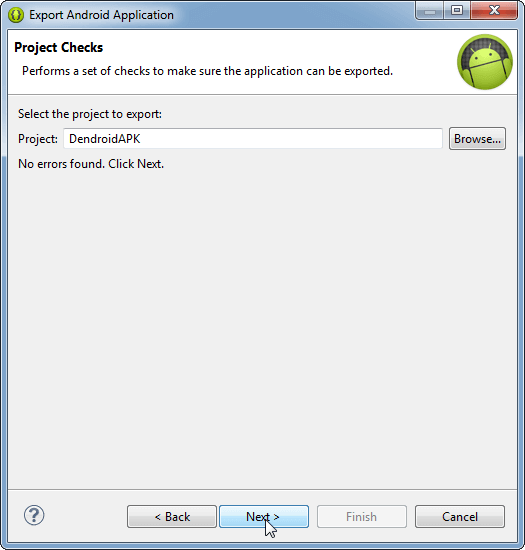 Export Android Application
Project Checks
Performs a set of checks to make sure the application can be exported.
Select the project to export:
Project: DendroidAPK Browse...
No errors found. Click Next.
? < Back Next > Finish Cancel